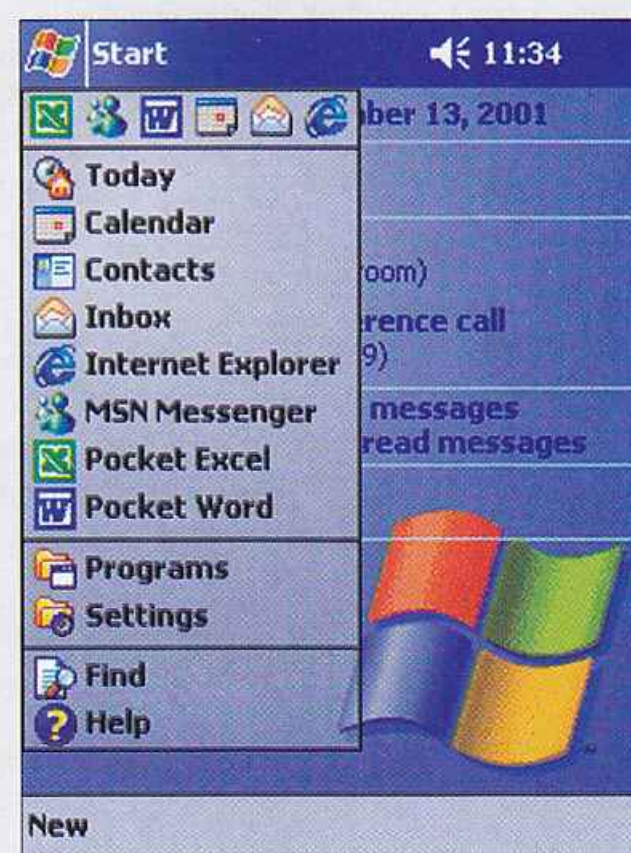 Start 11:34
ber 13, 2001
Today
Calendar
Contacts
oom)
Inbox
rence call
Internet Explorer
9)
MSN Messenger
messages
Pocket Excel
read messages
Pocket Word
Programs
Settings
Find
Help
New